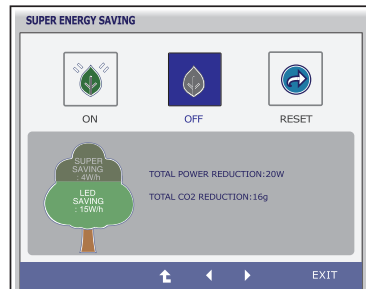 SUPER ENERGY SAVING
ON
OFF
RESET
SUPER
SAVING
: 4W/h
LED
SAVING
: 15W/h
TOTAL POWER REDUCTION:20W
TOTAL CO2 REDUCTION:16g
EXIT